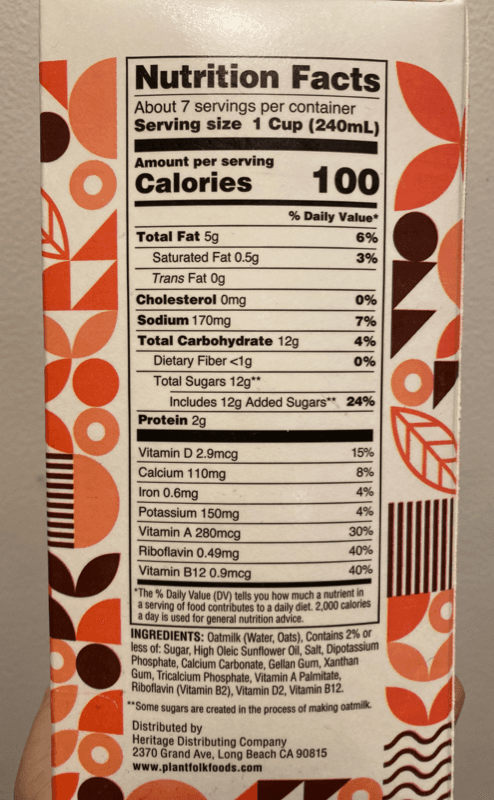 Nutrition Facts
About 7 servings per container
Serving size 1 Cup (240mL)
Amount per serving
Calories 100
% Daily Value*
Total Fat 5g 6%
Saturated Fat 0.5g 3%
Trans Fat 0g
Cholesterol 0mg 0%
Sodium 170mg 7%
Total Carbohydrate 12g 4%
Dietary Fiber <1g 0%
Total Sugars 12g**
Includes 12g Added Sugars** 24%
Protein 2g
Vitamin D 2.9mcg 15%
Calcium 110mg 8%
Iron 0.6mg 4%
Potassium 150mg 4%
Vitamin A 280mcg 30%
Riboflavin 0.49mg 40%
Vitamin B12 0.9mcg 40%
*The % Daily Value (DV) tells you how much a nutrient in
a serving of food contributes to a daily diet. 2,000 calories
a day is used for general nutrition advice.
INGREDIENTS: Oatmilk (Water, Oats), Contains 2% or
less of: Sugar, High Oleic Sunflower Oil, Salt, Dipotassium
Phosphate, Calcium Carbonate, Gellan Gum, Xanthan
Gum, Tricalcium Phosphate, Vitamin A Palmitate,
Riboflavin (Vitamin B2), Vitamin D2, Vitamin B12.
**Some sugars are created in the process of making oatmilk.
Distributed by
Heritage Distributing Company
2370 Grand Ave, Long Beach CA 90815
www.plantfolkfoods.com